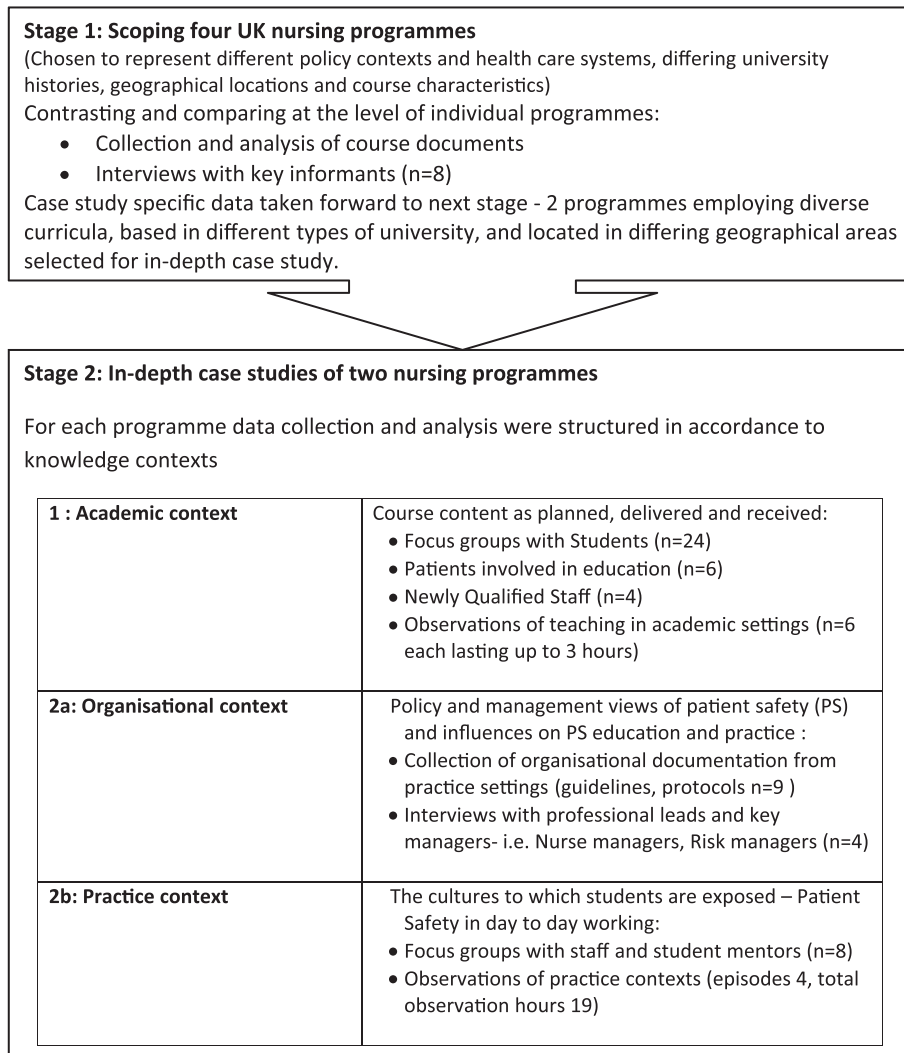 Stage 1: Scoping four UK nursing programmes
(Chosen to represent different policy contexts and health care systems, differing university
histories, geographical locations and course characteristics)
Contrasting and comparing at the level of individual programmes:
• Collection and analysis of course documents
• Interviews with key informants (n=8)
Case study specific data taken forward to next stage - 2 programmes employing diverse
curricula, based in different types of university, and located in differing geographical areas
selected for in-depth case study.
Stage 2: In-depth case studies of two nursing programmes
For each programme data collection and analysis were structured in accordance to
knowledge contexts
1 : Academic context
Course content as planned, delivered and received:
• Focus groups with Students (n=24)
• Patients involved in education (n=6)
• Newly Qualified Staff (n=4)
• Observations of teaching in academic settings (n=6
each lasting up to 3 hours)
2a: Organisational context
Policy and management views of patient safety (PS)
and influences on PS education and practice :
• Collection of organisational documentation from
practice settings (guidelines, protocols n=9 )
• Interviews with professional leads and key
managers- i.e. Nurse managers, Risk managers (n=4)
2b: Practice context
The cultures to which students are exposed – Patient
Safety in day to day working:
• Focus groups with staff and student mentors (n=8)
• Observations of practice contexts (episodes 4, total
observation hours 19)